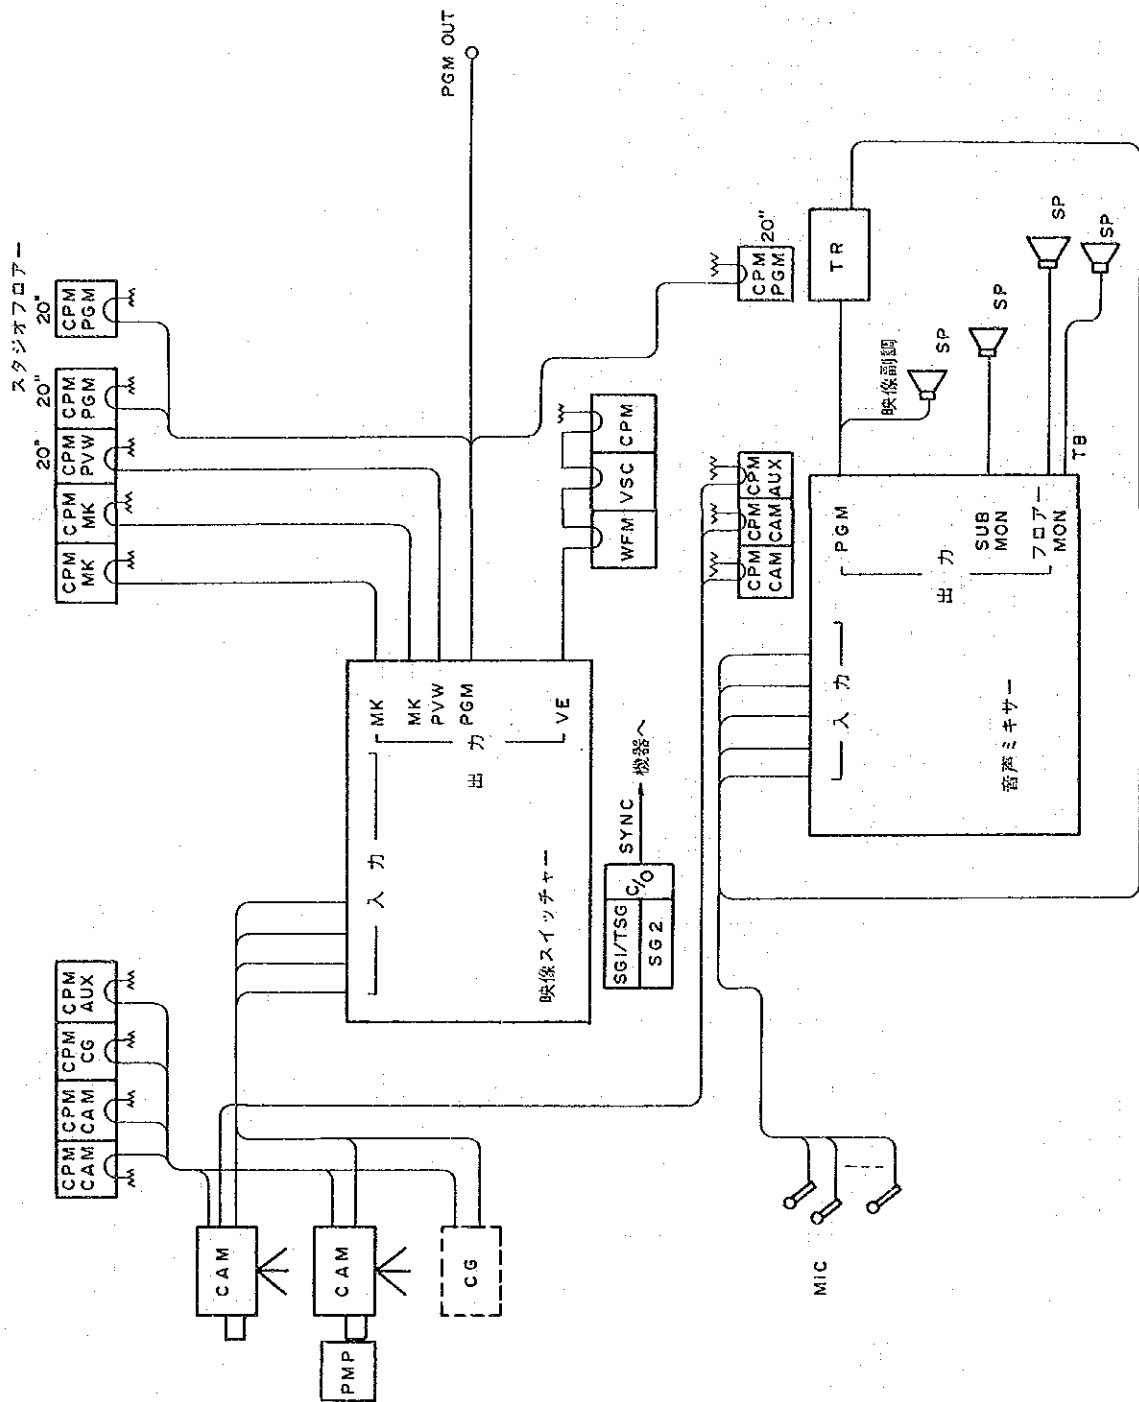 スタジオフロアー
CPM
CAM
CPM
CAM
CPM
CG
CPM
AUX
CPM
MK
CPM
MK
20"
CPM
PVW
20"
CPM
PGM
20"
CPM
PGM
PGM OUT
CAM
PMP
CAM
CG
入力
MK
MK
PVW
PGM
VE
出力
映像スイッチャー
WFM
VSC
CPM
SG1/TSG
SG2
C/O
SYNC
機器へ
CPM
CAM
CPM
CAM
CPM
AUX
CPM
PGM
20"
TR
映像副調
SP
SP
SP
SP
TB
入力
PGM
SUB
MON
フロアー
MON
出力
音声ミキサー
MIC